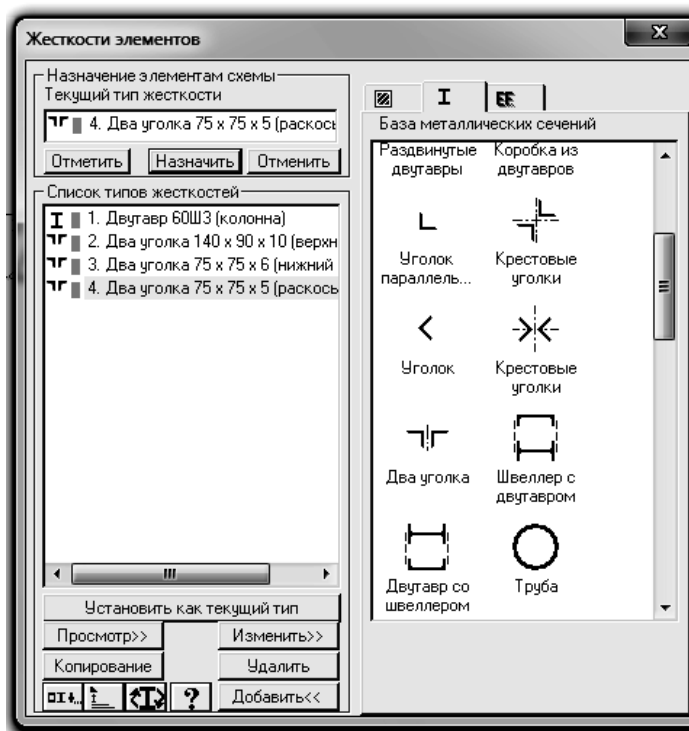 Жесткости элементов
Назначение элементам схемы
Текущий тип жесткости
4. Два уголка 75 x 75 x 5 (раскось
Отметить
Назначить
Отменить
Список типов жесткостей
1. Двутавр 60Ш3 (колонна)
2. Два уголка 140 x 90 x 10 (верхн
3. Два уголка 75 x 75 x 6 (нижний
4. Два уголка 75 x 75 x 5 (раскось
Установить как текущий тип
Просмотр>>
Изменить>>
Копирование
Удалить
?
Добавить<<
База металлических сечений
Раздвинутые
двутавры
Коробка из
двутавров
Уголок
параллель...
Крестовые
уголки
Уголок
Крестовые
уголки
Два уголка
Швеллер с
двутавром
Двутавр со
швеллером
Труба